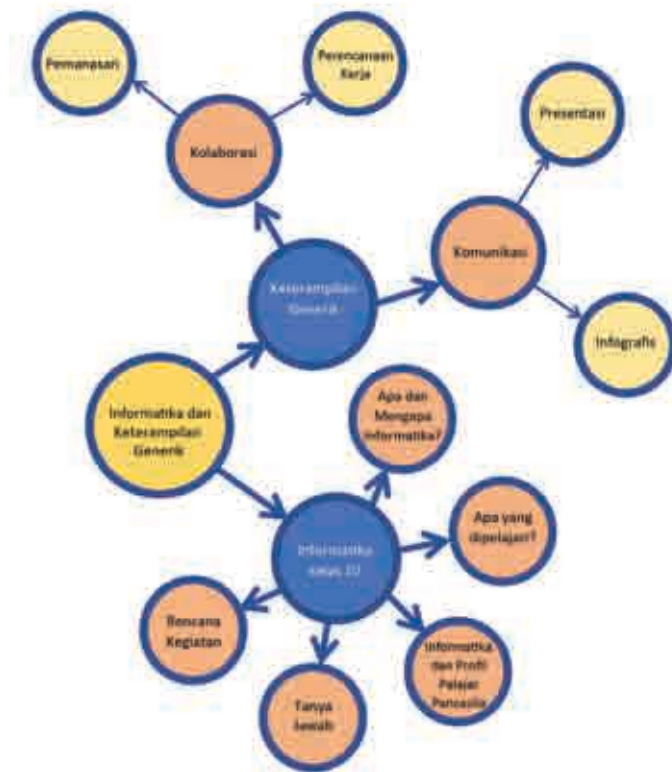 Pemanasan
Perencanaan
Kerja
Kolaborasi
Presentasi
Komunikasi
Keterampilan
Generik
Infografis
Informatika dan
Keterampilan
Generik
Apa dan
Mengapa
Informatika?
Apa yang
dipelajari?
Informatika
Kelas 10
Rencana
Kegiatan
Informatika
dan Profil
Pelajar
Pancasila
Tanya
Jawab